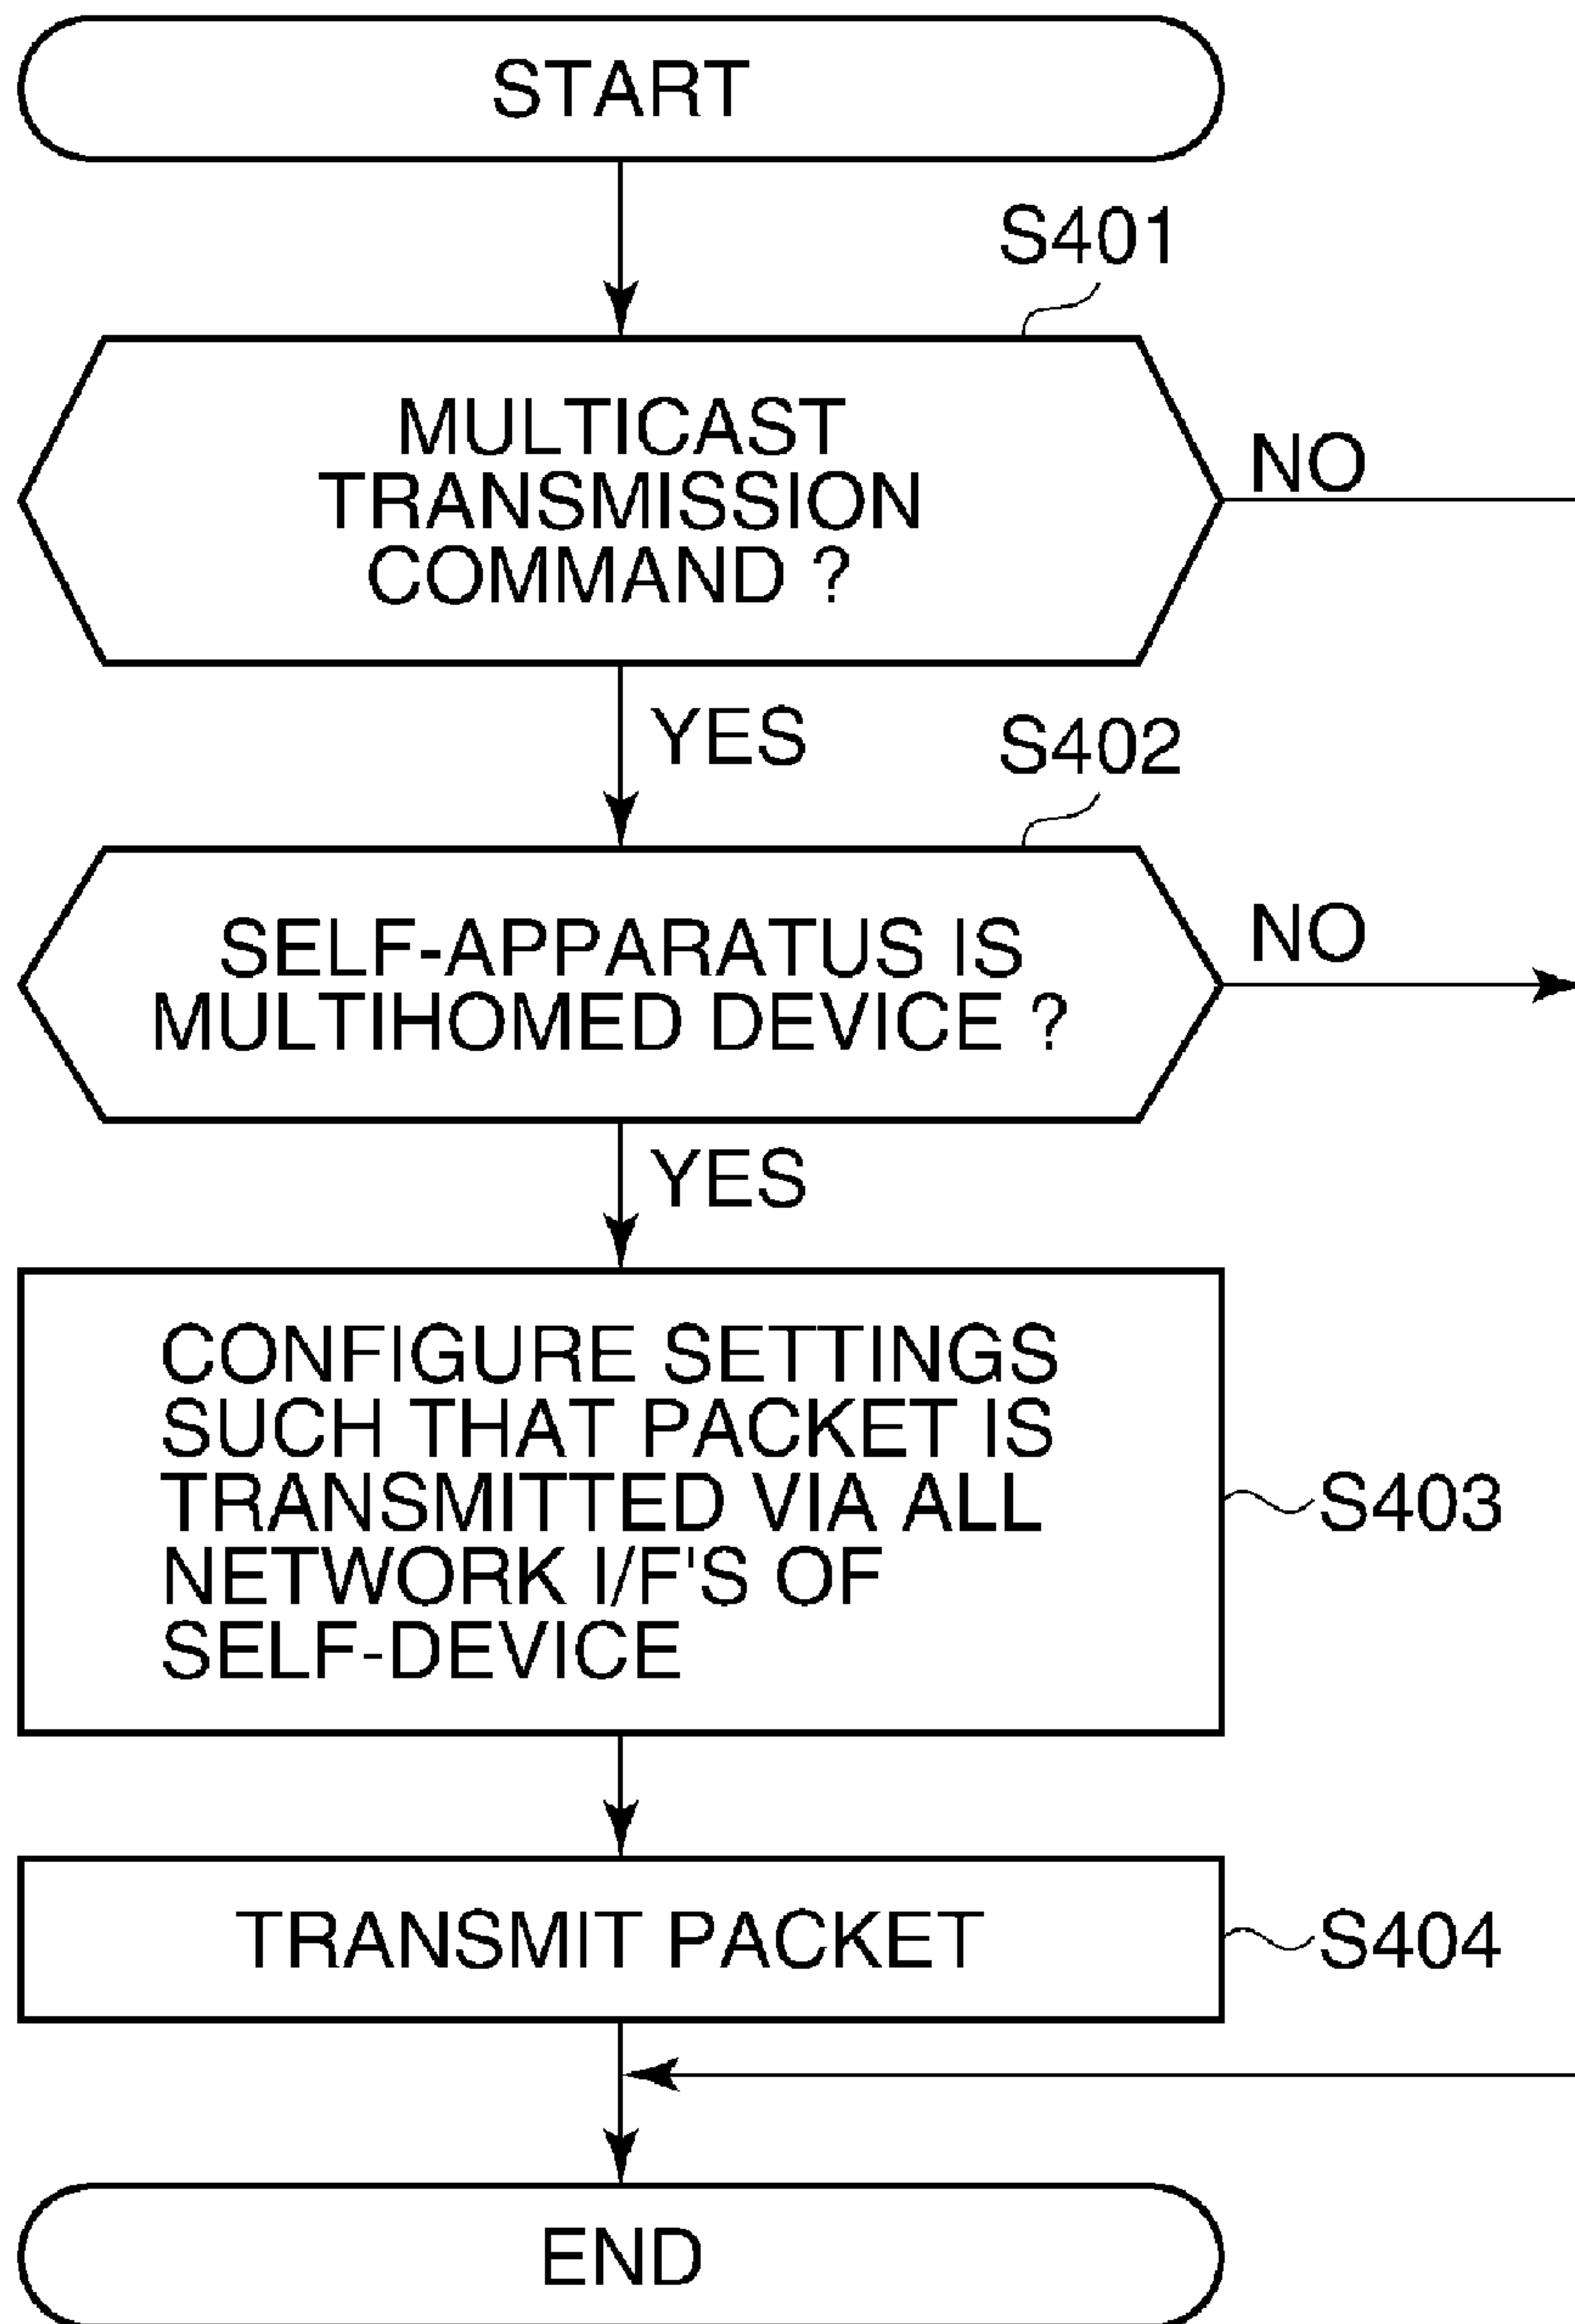 START
S401
MULTICAST
TRANSMISSION
COMMAND ?
NO
YES
S402
SELF-APPARATUS IS
MULTIHOMED DEVICE ?
NO
YES
CONFIGURE SETTINGS
SUCH THAT PACKET IS
TRANSMITTED VIA ALL
NETWORK I/F'S OF
SELF-DEVICE
S403
TRANSMIT PACKET
S404
END